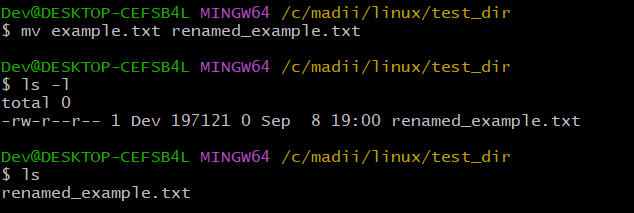 Dev@DESKTOP-CEFSB4L MINGW64 /c/madii/linux/test_dir
$ mv example.txt renamed_example.txt
Dev@DESKTOP-CEFSB4L MINGW64 /c/madii/linux/test_dir
$ ls -l
total 0
-rw-r--r-- 1 Dev 197121 0 Sep  8 19:00 renamed_example.txt
Dev@DESKTOP-CEFSB4L MINGW64 /c/madii/linux/test_dir
$ ls
renamed_example.txt